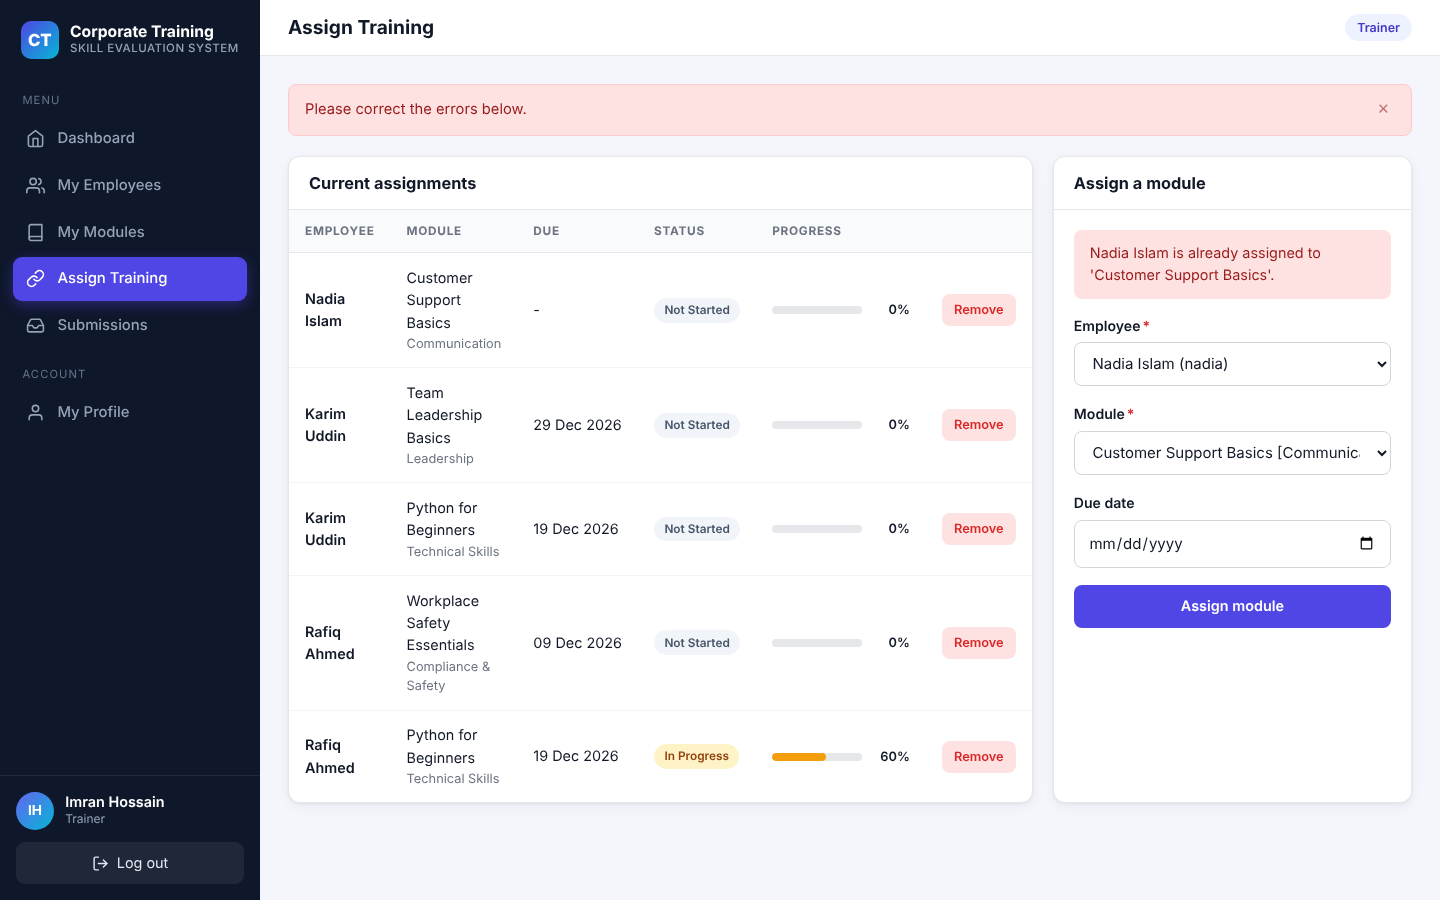 CT
Corporate Training
SKILL EVALUATION SYSTEM
MENU
Dashboard
My Employees
My Modules
Assign Training
Submissions
ACCOUNT
My Profile
IH
Imran Hossain
Trainer
Log out
Assign Training
Trainer
Please correct the errors below.
×
Current assignments
EMPLOYEE MODULE DUE STATUS PROGRESS
Nadia
Islam
Customer
Support
Basics
Communication
-
Not Started
0%
Remove
Karim
Uddin
Team
Leadership
Basics
Leadership
29 Dec 2026
Not Started
0%
Remove
Karim
Uddin
Python for
Beginners
Technical Skills
19 Dec 2026
Not Started
0%
Remove
Rafiq
Ahmed
Workplace
Safety
Essentials
Compliance &
Safety
09 Dec 2026
Not Started
0%
Remove
Rafiq
Ahmed
Python for
Beginners
Technical Skills
19 Dec 2026
In Progress
60%
Remove
Assign a module
Nadia Islam is already assigned to
'Customer Support Basics'.
Employee *
Nadia Islam (nadia)
Module *
Customer Support Basics [Communic
Due date
mm/dd/yyyy
Assign module